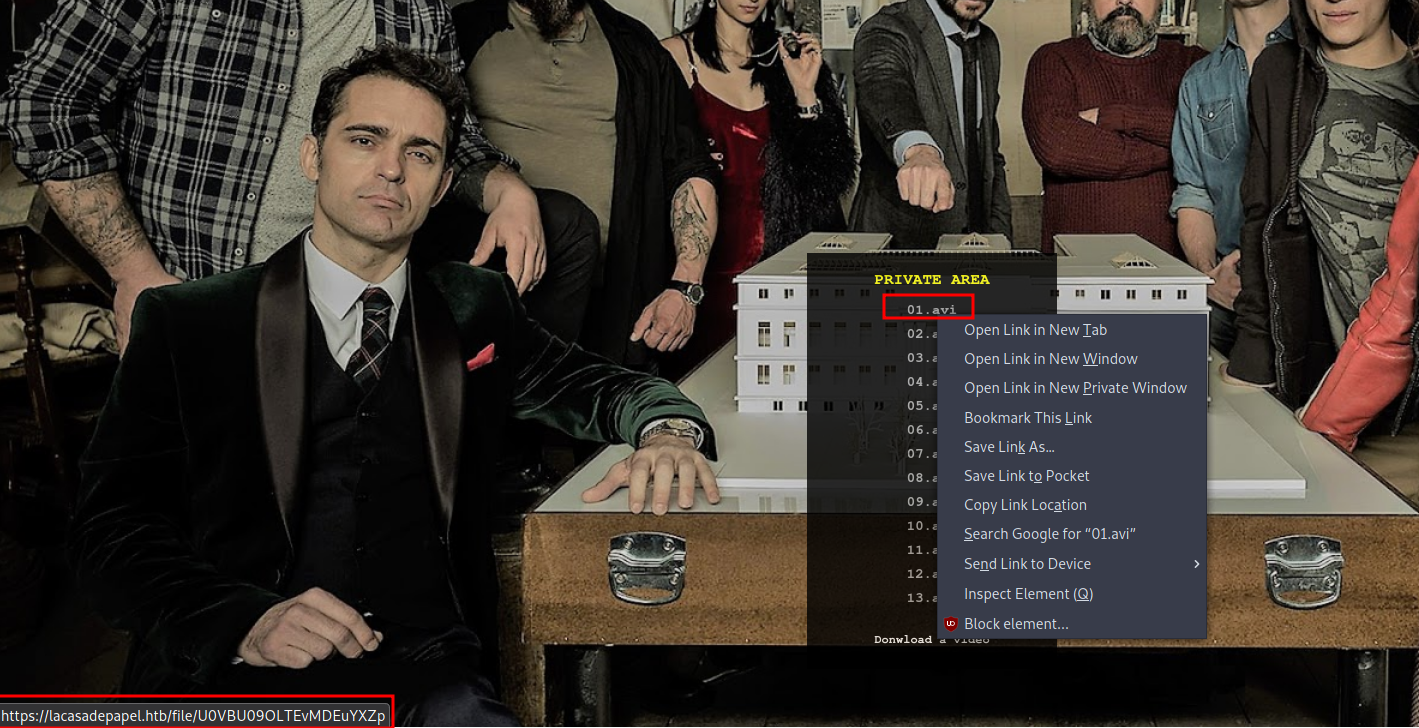 PRIVATE AREA
01.avi
02.a
03.a
04.a
05.a
06.a
07.a
08.a
09.a
10.a
11.a
12.a
13.a
Open Link in New Tab
Open Link in New Window
Open Link in New Private Window
Bookmark This Link
Save Link As...
Save Link to Pocket
Copy Link Location
Search Google for “01.avi”
Send Link to Device
Inspect Element (Q)
Block element...
Donwload a video
https://lacasadepapel.htb/file/U0VBU09OLTEvMDEuYXZp